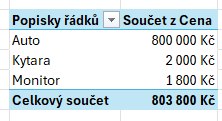 Popisky řádků Součet z Cena
Auto 800 000 Kč
Kytara 2 000 Kč
Monitor 1 800 Kč
Celkový součet 803 800 Kč